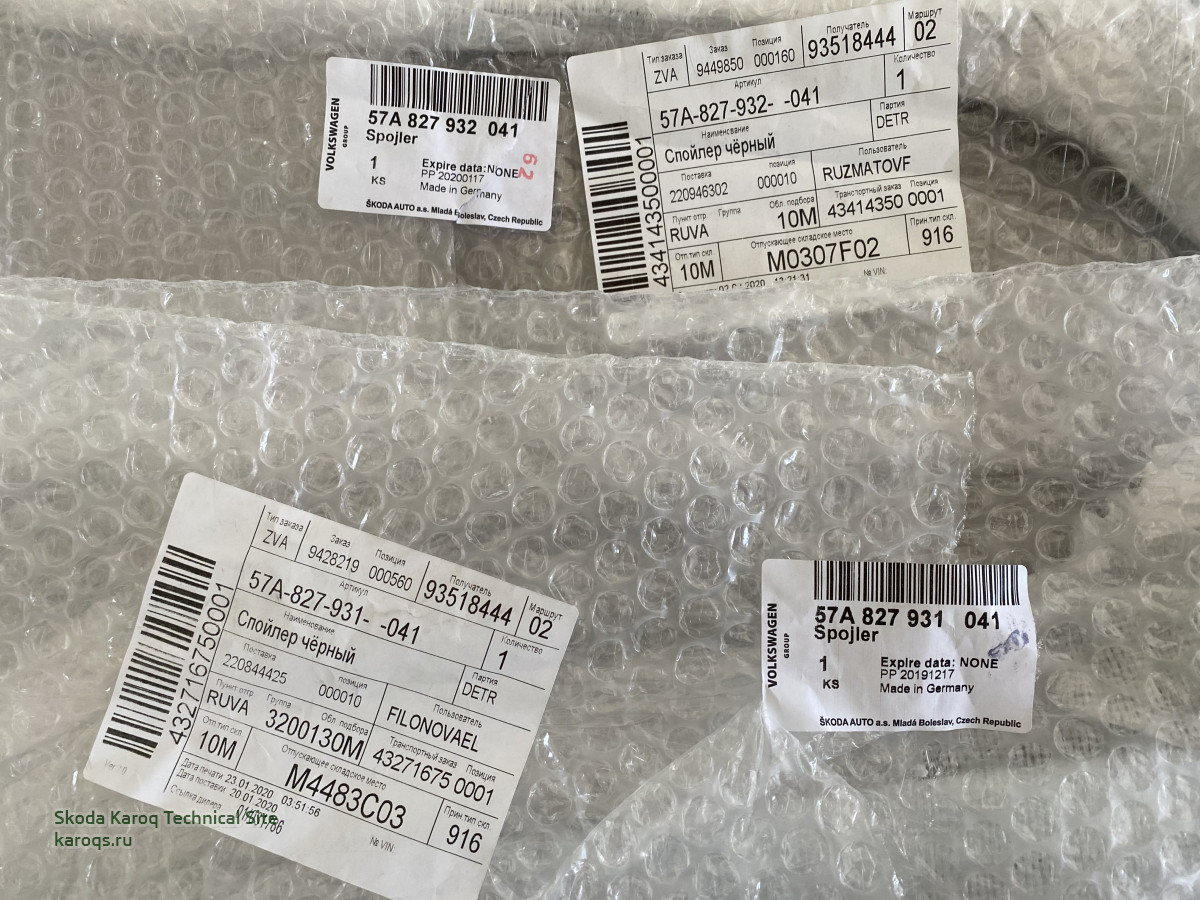 VOLKSWAGEN
GROUP
57A 827 932 041
Spojler
1
Expire data: NONE
KS
PP 20200117
Made in Germany
62
ŠKODA AUTO a.s. Mladá Boleslav, Czech Republic
434143500001
Тип заказа Заказ Позиция Получатель Маршрут
ZVA 9449850 000160 93518444 02
Артикул Количество
57A-827-932- -041 1
Наименование Партия
Спойлер чёрный DETR
Поставка позиция Пользователь
220946302 000010 RUZMATOVF
Пункт отгр. Группа Обл. подбора Транспортный заказ Позиция
RUVA 10M 43414350 0001
Отп.тип скл Отпускающее складское место Прин.тип скл.
10M M0307F02 916
2020 № VIN:
432716750001
Тип заказа Заказ Позиция Получатель Маршрут
ZVA 9428219 000560 93518444 02
Артикул Количество
57A-827-931- -041 1
Наименование Партия
Спойлер чёрный DETR
Поставка позиция Пользователь
220844425 000010 FILONOVAEL
Пункт отгр. Группа Обл. подбора Транспортный заказ Позиция
RUVA 3200130M 43271675 0001
Отп.тип скл Отпускающее складское место Прин.тип скл.
10M M4483C03 916
Дата печати 23.01.2020 03:51:56
Дата поставки 20.01.2020
Ссылка дилера № VIN:
VOLKSWAGEN
GROUP
57A 827 931 041
Spojler
1
Expire data: NONE
KS
PP 20191217
Made in Germany
ŠKODA AUTO a.s. Mladá Boleslav, Czech Republic
Skoda Karoq Technical Site
karoqs.ru